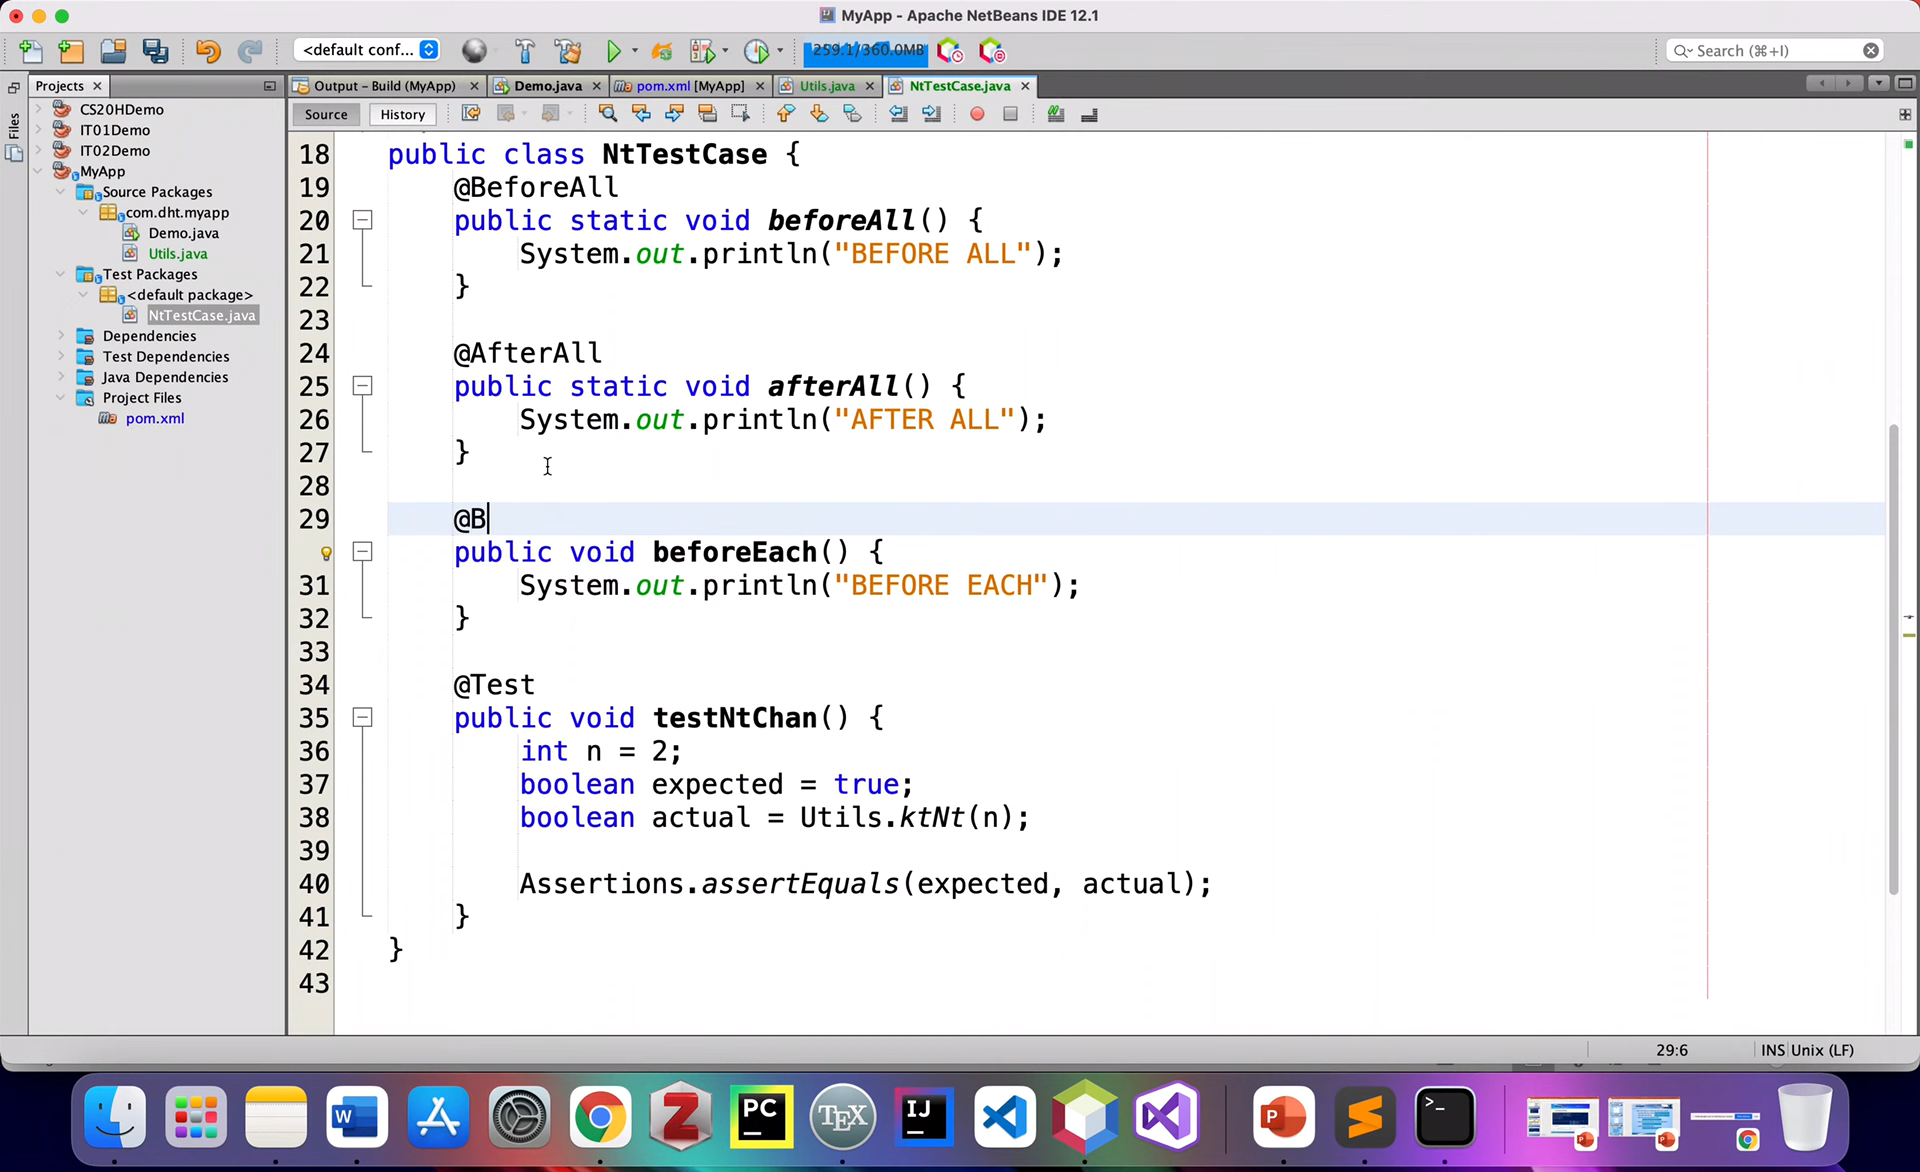 MyApp - Apache NetBeans IDE 12.1
<default conf...
259.1/360.0MB
Search (⌘+I)
Files
Projects
Output - Build (MyApp)
Demo.java
pom.xml [MyApp]
Utils.java
NtTestCase.java
Source
History
CS20HDemo
IT01Demo
IT02Demo
MyApp
Source Packages
com.dht.myapp
Demo.java
Utils.java
Test Packages
<default package>
NtTestCase.java
Dependencies
Test Dependencies
Java Dependencies
Project Files
pom.xml
18 public class NtTestCase {
19 @BeforeAll
20 public static void beforeAll() {
21 System.out.println("BEFORE ALL");
22 }
23
24 @AfterAll
25 public static void afterAll() {
26 System.out.println("AFTER ALL");
27 }
28
29 @B
public void beforeEach() {
31 System.out.println("BEFORE EACH");
32 }
33
34 @Test
35 public void testNtChan() {
36 int n = 2;
37 boolean expected = true;
38 boolean actual = Utils.ktNt(n);
39
40 Assertions.assertEquals(expected, actual);
41 }
42 }
43
29:6
INS
Unix (LF)
W
Z
PC
TEX
IJ
P
S
>_